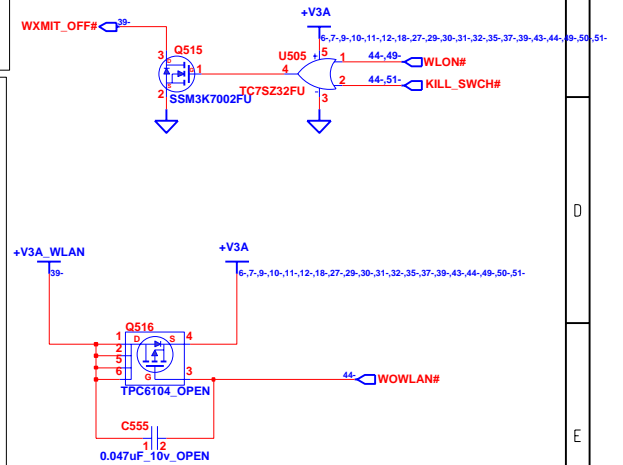 +V3A
WXMIT_OFF# 39-
6-,7-,9-,10-,11-,12-,18-,27-,29-,30-,31-,32-,35-,37-,39-,43-,44-,49-,50-,51-
3 Q515 U505 + 5 1 44-,49- WLON#
D G S 1 4
2 44-,51- KILL_SWCH#
2 SSM3K7002FU TC7SZ32FU - 3
D
+V3A_WLAN +V3A
39- 6-,7-,9-,10-,11-,12-,18-,27-,29-,30-,31-,32-,35-,37-,39-,43-,44-,49-,50-,51-
Q516
1 D S 4
2
5
6 G 3 44- WOWLAN#
TPC6104_OPEN
C555
1 2
0.047uF_10v_OPEN
E